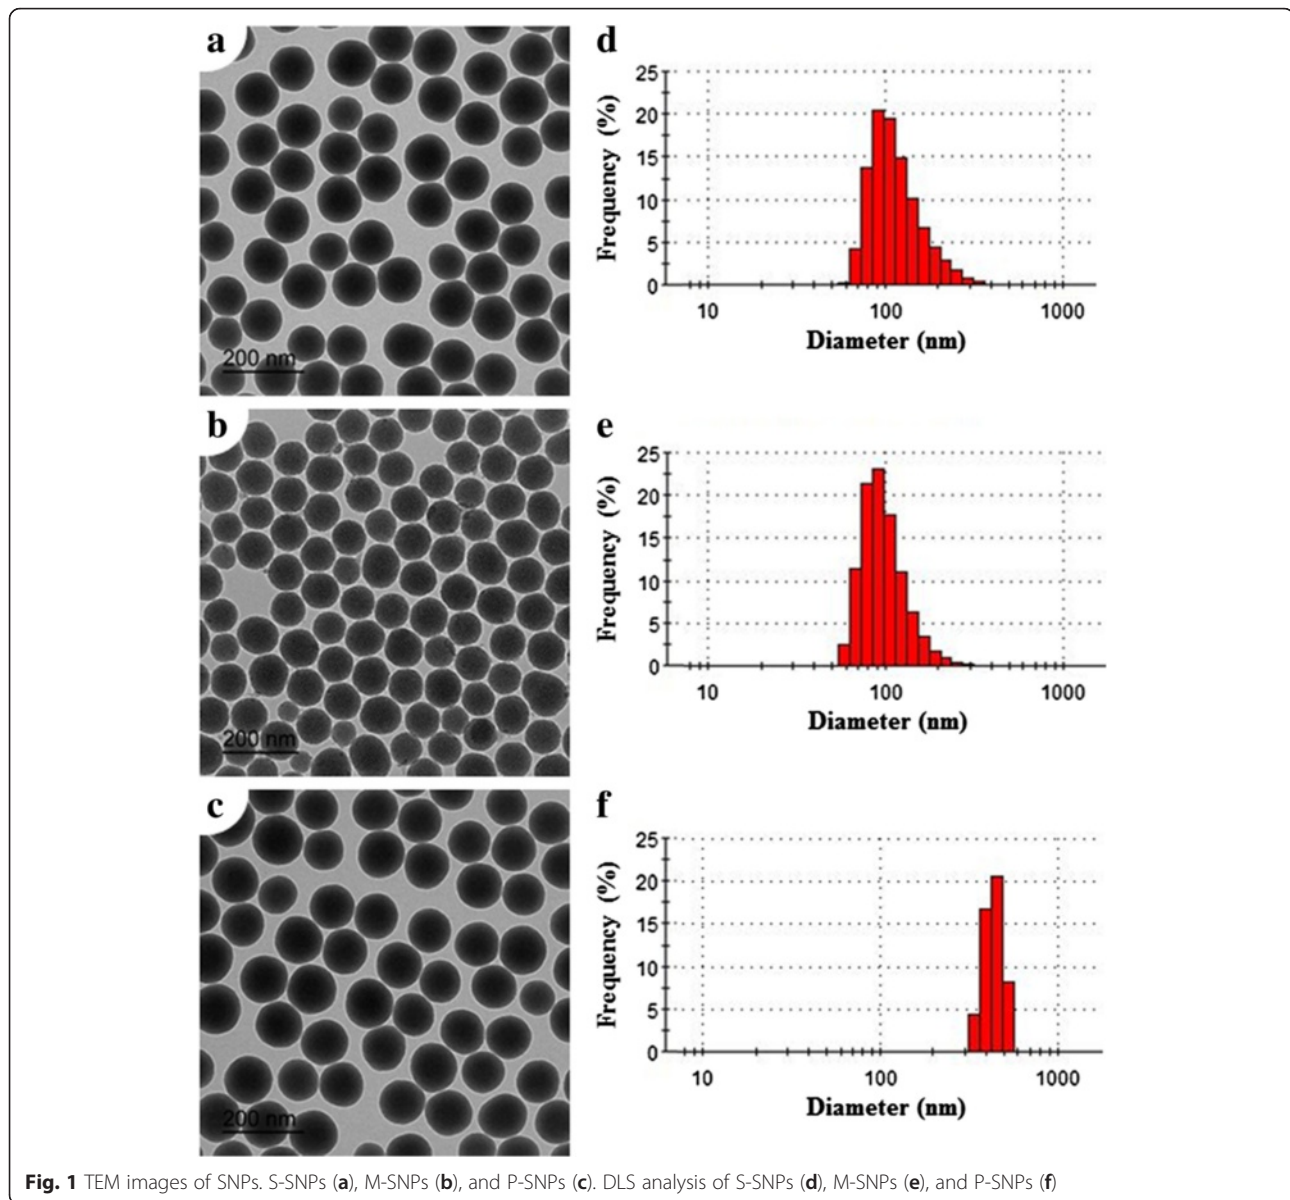 a
200 nm
d
25
20
15
10
5
0
Frequency (%)
10 100 1000
Diameter (nm)
b
200 nm
e
25
20
15
10
5
0
Frequency (%)
10 100 1000
Diameter (nm)
c
200 nm
f
25
20
15
10
5
0
Frequency (%)
10 100 1000
Diameter (nm)
Fig. 1 TEM images of SNPs. S-SNPs (a), M-SNPs (b), and P-SNPs (c). DLS analysis of S-SNPs (d), M-SNPs (e), and P-SNPs (f)